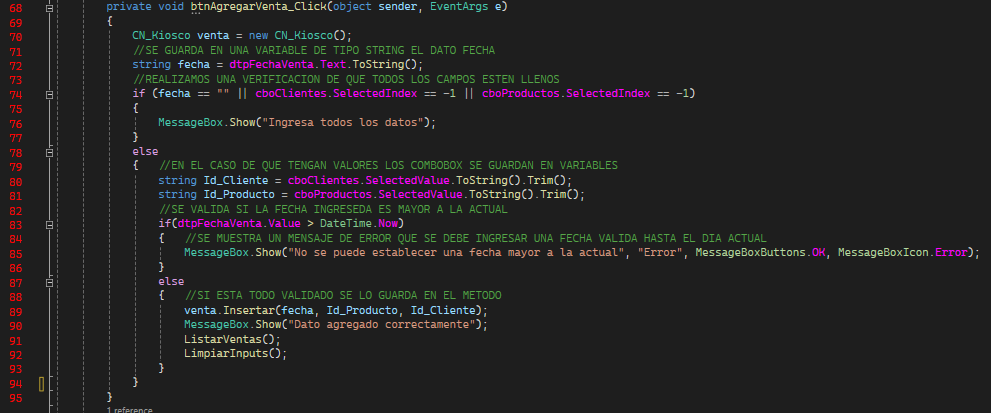 68 private void btnAgregarVenta_Click(object sender, EventArgs e)
69 {
70 CN_Kiosco venta = new CN_Kiosco();
71 //SE GUARDA EN UNA VARIABLE DE TIPO STRING EL DATO FECHA
72 string fecha = dtpFechaVenta.Text.ToString();
73 //REALIZAMOS UNA VERIFICACION DE QUE TODOS LOS CAMPOS ESTEN LLENOS
74 if (fecha == "" || cboClientes.SelectedIndex == -1 || cboProductos.SelectedIndex == -1)
75 {
76 MessageBox.Show("Ingresa todos los datos");
77 }
78 else
79 { //EN EL CASO DE QUE TENGAN VALORES LOS COMBOBOX SE GUARDAN EN VARIABLES
80 string Id_Cliente = cboClientes.SelectedValue.ToString().Trim();
81 string Id_Producto = cboProductos.SelectedValue.ToString().Trim();
82 //SE VALIDA SI LA FECHA INGRESEDA ES MAYOR A LA ACTUAL
83 if(dtpFechaVenta.Value > DateTime.Now)
84 { //SE MUESTRA UN MENSAJE DE ERROR QUE SE DEBE INGRESAR UNA FECHA VALIDA HASTA EL DIA ACTUAL
85 MessageBox.Show("No se puede establecer una fecha mayor a la actual", "Error", MessageBoxButtons.OK, MessageBoxIcon.Error);
86 }
87 else
88 { //SI ESTA TODO VALIDADO SE LO GUARDA EN EL METODO
89 venta.Insertar(fecha, Id_Producto, Id_Cliente);
90 MessageBox.Show("Dato agregado correctamente");
91 ListarVentas();
92 LimpiarInputs();
93 }
94 }
95 }
1 reference